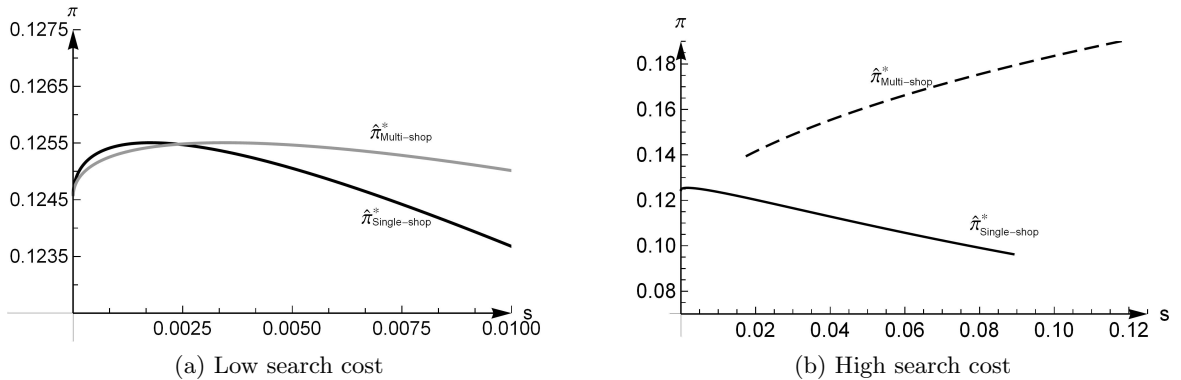 π
0.1275
0.1265
0.1255
0.1245
0.1235
π̂*Multi−shop
π̂*Single−shop
0.0025 0.0050 0.0075 0.0100
s
(a) Low search cost
π
0.18
0.16
0.14
0.12
0.10
0.08
π̂*Multi−shop
π̂*Single−shop
0.02 0.04 0.06 0.08 0.10 0.12
s
(b) High search cost